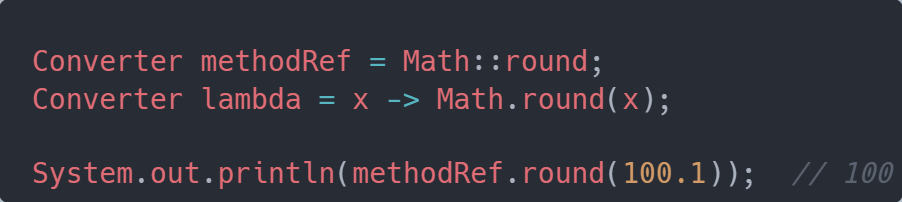 Converter methodRef = Math::round;
Converter lambda = x -> Math.round(x);
System.out.println(methodRef.round(100.1));  // 100